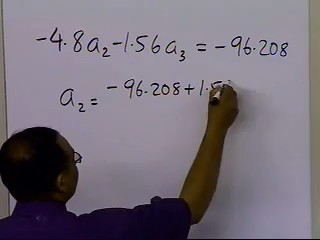 -4.8a₂-1.56a₃ = -96.208
a₂ = -96.208+1.5